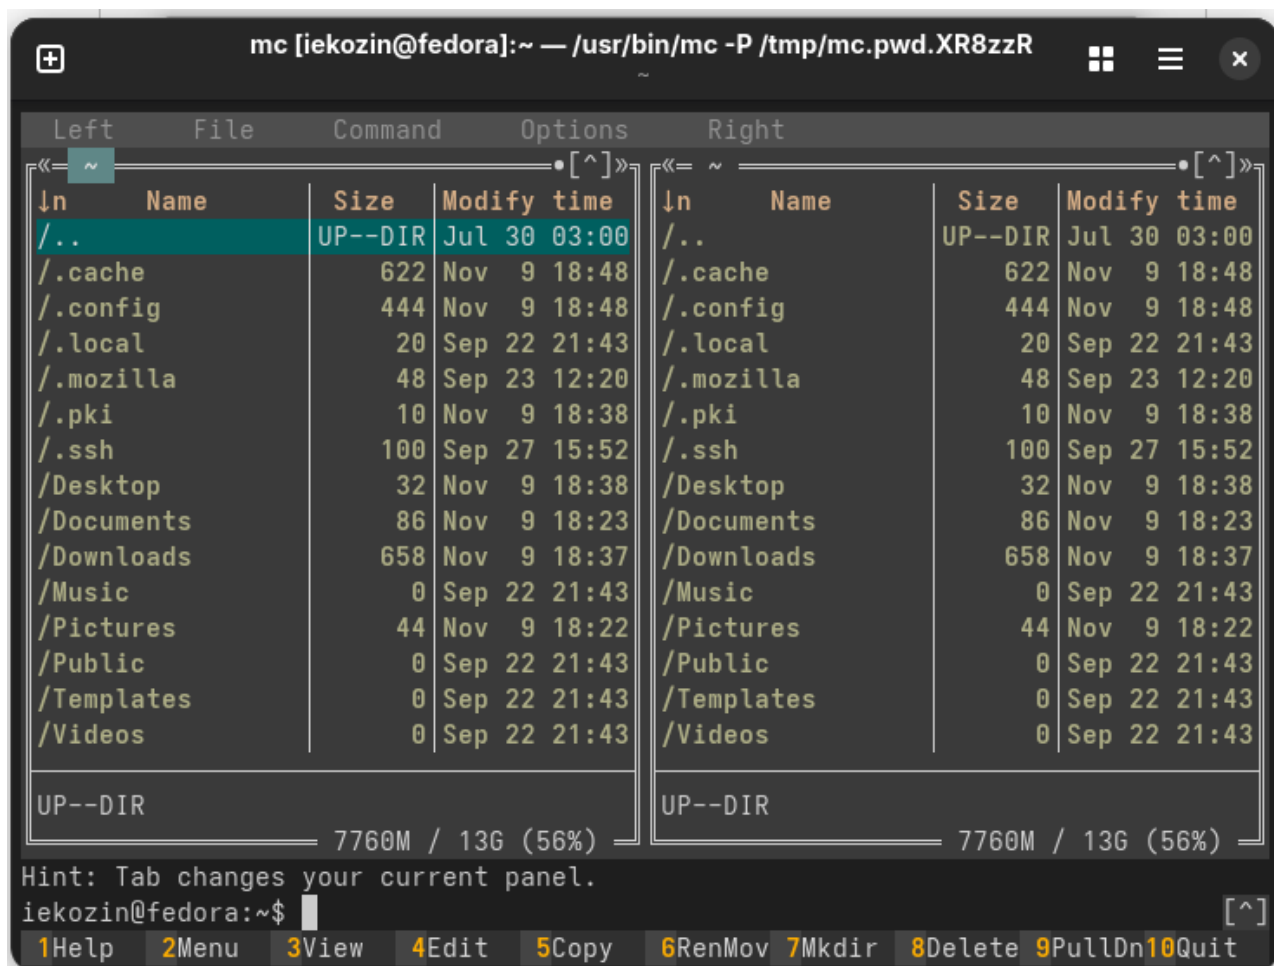 mc [iekozin@fedora]:~ — /usr/bin/mc -P /tmp/mc.pwd.XR8zzR
~
Left File Command Options Right
«= ~ •[^]» «= ~ •[^]»
↓n Name Size Modify time ↓n Name Size Modify time
/.. UP--DIR Jul 30 03:00 /.. UP--DIR Jul 30 03:00
/.cache 622 Nov 9 18:48 /.cache 622 Nov 9 18:48
/.config 444 Nov 9 18:48 /.config 444 Nov 9 18:48
/.local 20 Sep 22 21:43 /.local 20 Sep 22 21:43
/.mozilla 48 Sep 23 12:20 /.mozilla 48 Sep 23 12:20
/.pki 10 Nov 9 18:38 /.pki 10 Nov 9 18:38
/.ssh 100 Sep 27 15:52 /.ssh 100 Sep 27 15:52
/Desktop 32 Nov 9 18:38 /Desktop 32 Nov 9 18:38
/Documents 86 Nov 9 18:23 /Documents 86 Nov 9 18:23
/Downloads 658 Nov 9 18:37 /Downloads 658 Nov 9 18:37
/Music 0 Sep 22 21:43 /Music 0 Sep 22 21:43
/Pictures 44 Nov 9 18:22 /Pictures 44 Nov 9 18:22
/Public 0 Sep 22 21:43 /Public 0 Sep 22 21:43
/Templates 0 Sep 22 21:43 /Templates 0 Sep 22 21:43
/Videos 0 Sep 22 21:43 /Videos 0 Sep 22 21:43
UP--DIR UP--DIR
7760M / 13G (56%) 7760M / 13G (56%)
Hint: Tab changes your current panel.
iekozin@fedora:~$ [^]
1Help 2Menu 3View 4Edit 5Copy 6RenMov 7Mkdir 8Delete 9PullDn 10Quit